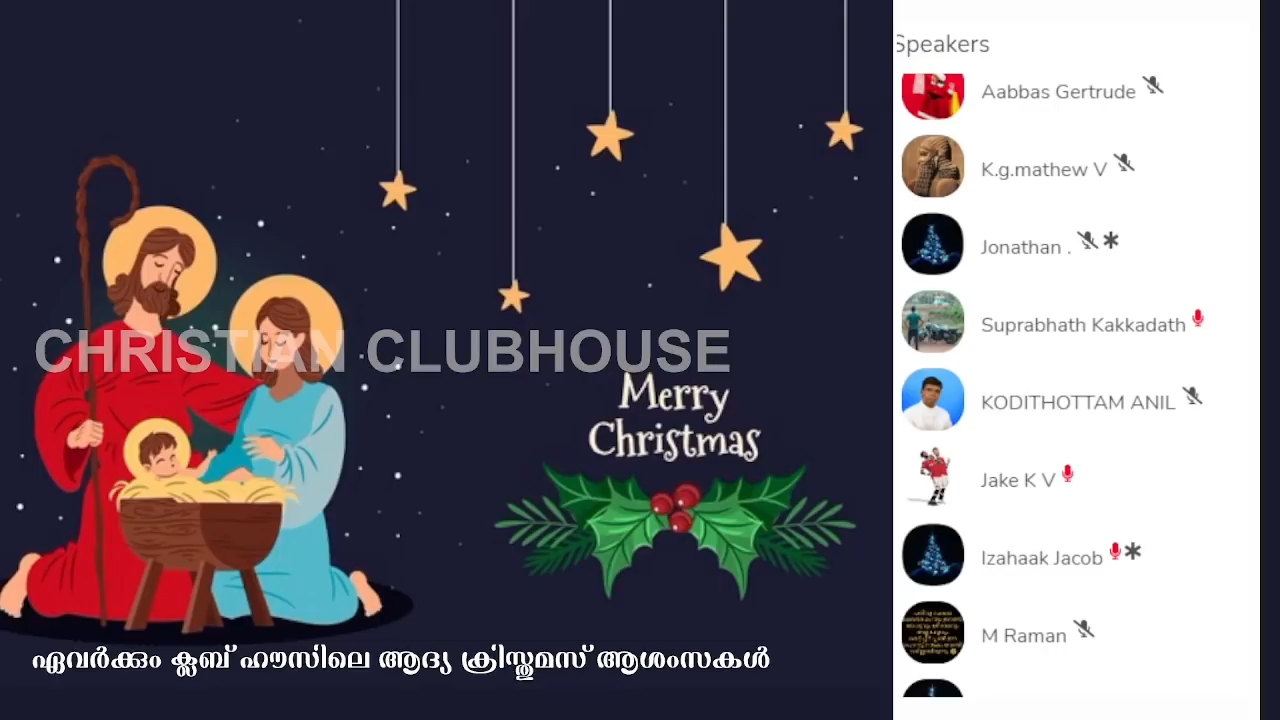 Speakers
Aabbas Gertrude
K.g.mathew V
Jonathan .
Suprabhath Kakkadath
KODITHOTTAM ANIL
Jake K V
Izahaak Jacob
M Raman
CHRISTIAN CLUBHOUSE
Merry
Christmas
ഏവർക്കും ക്ലബ് ഹൗസിലെ ആദ്യ ക്രിസ്തുമസ് ആശംസകൾ